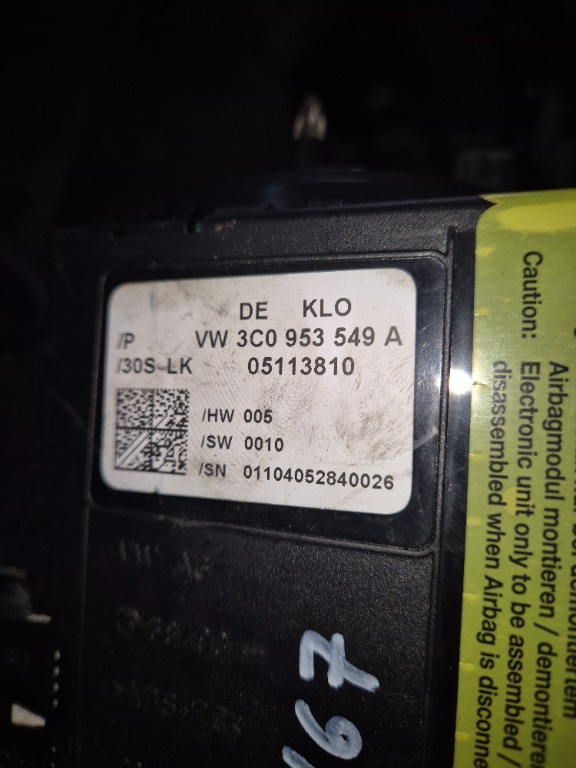 DE KLO
/P VW 3C0 953 549 A
/30S-LK 05113810
/HW 005
/SW 0010
/SN 01104052840026
Caution:
Airbagmodul montieren / demontieren
Electronic unit only to be assembled /
disassembled when Airbag is
167